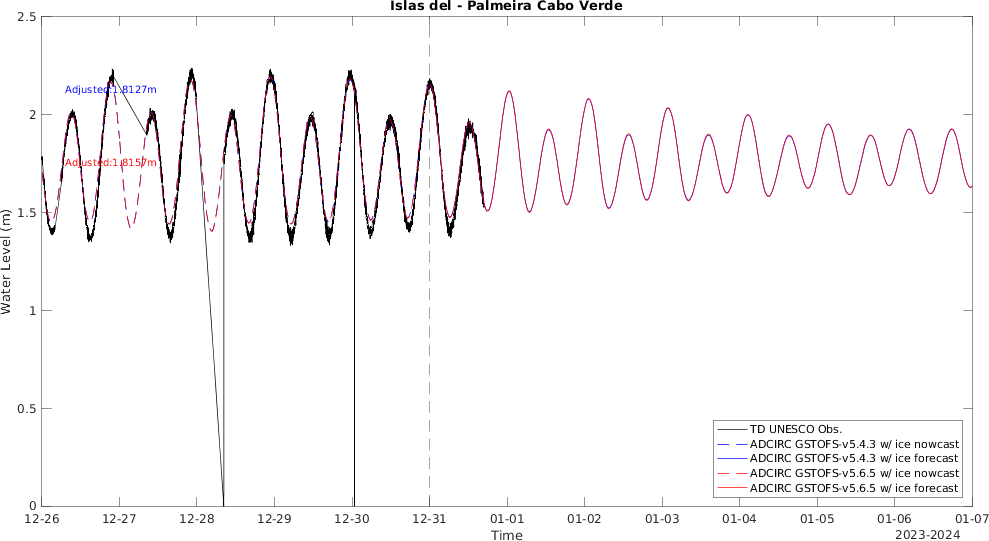 Islas del - Palmeira Cabo Verde
2.5
2
1.5
1
0.5
0
Water Level (m)
Adjusted:1.8127m
Adjusted:1.8157m
TD UNESCO Obs.
ADCIRC GSTOFS-v5.4.3 w/ ice nowcast
ADCIRC GSTOFS-v5.4.3 w/ ice forecast
ADCIRC GSTOFS-v5.6.5 w/ ice nowcast
ADCIRC GSTOFS-v5.6.5 w/ ice forecast
12-26 12-27 12-28 12-29 12-30 12-31 01-01 01-02 01-03 01-04 01-05 01-06 01-07
Time
2023-2024